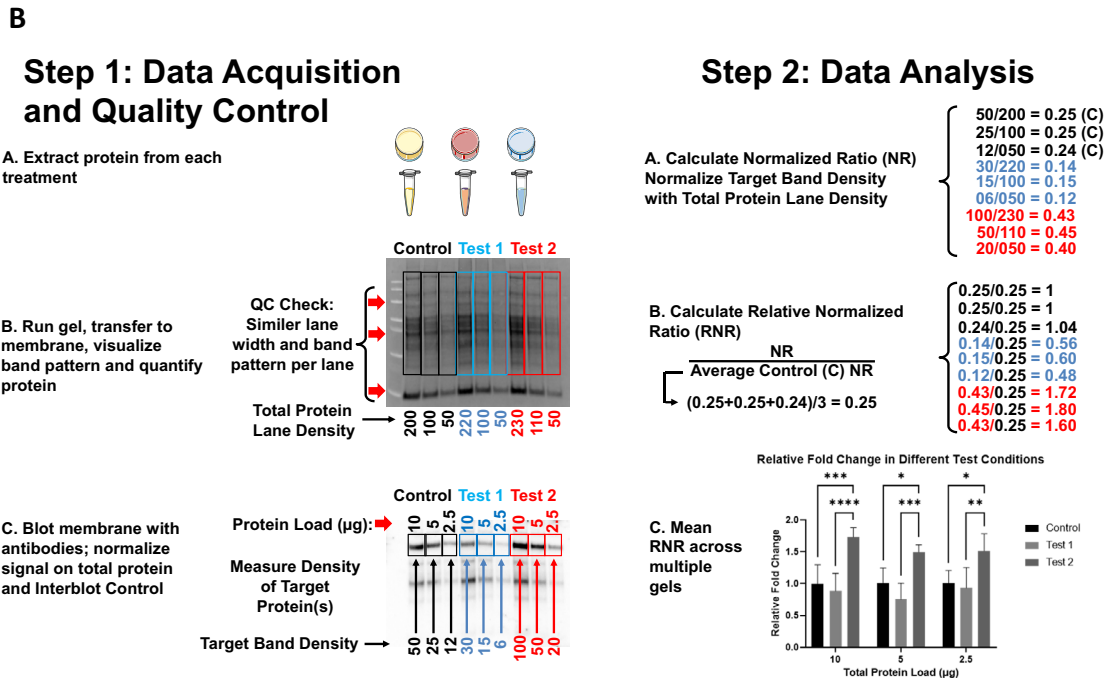 B
Step 1: Data Acquisition
and Quality Control
A. Extract protein from each
treatment
Control Test 1 Test 2
QC Check:
Similer lane
width and band
pattern per lane
B. Run gel, transfer to
membrane, visualize
band pattern and quantify
protein
Total Protein
Lane Density
200 100 50 220 100 50 230 110 50
Control Test 1 Test 2
Protein Load (µg):
10 5 2.5 10 5 2.5 10 5 2.5
C. Blot membrane with
antibodies; normalize
signal on total protein
and Interblot Control
Measure Density
of Target
Protein(s)
Target Band Density
50 25 12 30 15 6 100 50 20
Step 2: Data Analysis
A. Calculate Normalized Ratio (NR)
Normalize Target Band Density
with Total Protein Lane Density
50/200 = 0.25 (C)
25/100 = 0.25 (C)
12/050 = 0.24 (C)
30/220 = 0.14
15/100 = 0.15
06/050 = 0.12
100/230 = 0.43
50/110 = 0.45
20/050 = 0.40
B. Calculate Relative Normalized
Ratio (RNR)
NR
Average Control (C) NR
(0.25+0.25+0.24)/3 = 0.25
0.25/0.25 = 1
0.25/0.25 = 1
0.24/0.25 = 1.04
0.14/0.25 = 0.56
0.15/0.25 = 0.60
0.12/0.25 = 0.48
0.43/0.25 = 1.72
0.45/0.25 = 1.80
0.43/0.25 = 1.60
C. Mean
RNR across
multiple
gels
Relative Fold Change in Different Test Conditions
*** * *
**** *** **
Relative Fold Change
2.0
1.5
1.0
0.5
0.0
10 5 2.5
Total Protein Load (µg)
Control
Test 1
Test 2